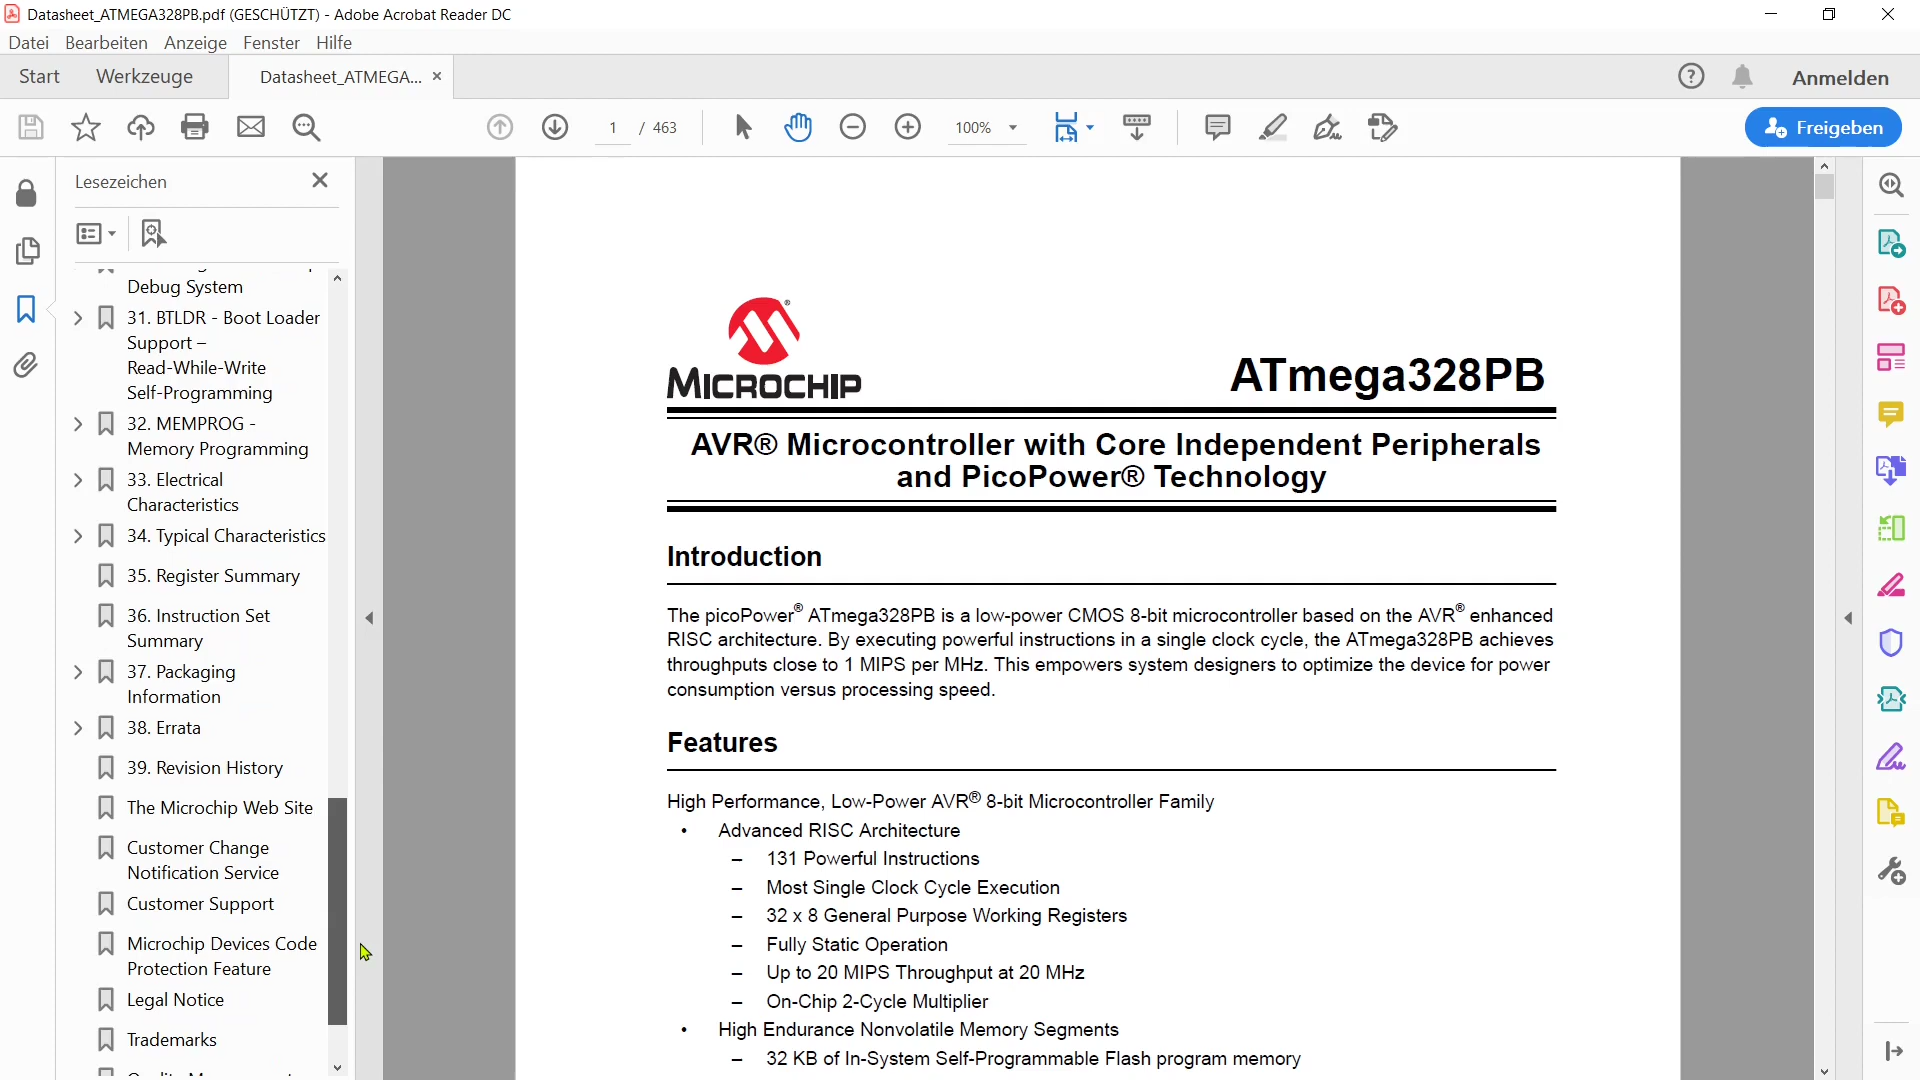 Datasheet_ATMEGA328PB.pdf (GESCHÜTZT) - Adobe Acrobat Reader DC
Datei Bearbeiten Anzeige Fenster Hilfe
Start Werkzeuge Datasheet_ATMEGA... Anmelden
1 / 463 100% Freigeben
Lesezeichen
Debug System
31. BTLDR - Boot Loader
Support –
Read-While-Write
Self-Programming
32. MEMPROG -
Memory Programming
33. Electrical
Characteristics
34. Typical Characteristics
35. Register Summary
36. Instruction Set
Summary
37. Packaging
Information
38. Errata
39. Revision History
The Microchip Web Site
Customer Change
Notification Service
Customer Support
Microchip Devices Code
Protection Feature
Legal Notice
Trademarks
MICROCHIP ®
ATmega328PB
AVR® Microcontroller with Core Independent Peripherals
and PicoPower® Technology
Introduction
The picoPower® ATmega328PB is a low-power CMOS 8-bit microcontroller based on the AVR® enhanced
RISC architecture. By executing powerful instructions in a single clock cycle, the ATmega328PB achieves
throughputs close to 1 MIPS per MHz. This empowers system designers to optimize the device for power
consumption versus processing speed.
Features
High Performance, Low-Power AVR® 8-bit Microcontroller Family
• Advanced RISC Architecture
– 131 Powerful Instructions
– Most Single Clock Cycle Execution
– 32 x 8 General Purpose Working Registers
– Fully Static Operation
– Up to 20 MIPS Throughput at 20 MHz
– On-Chip 2-Cycle Multiplier
• High Endurance Nonvolatile Memory Segments
– 32 KB of In-System Self-Programmable Flash program memory